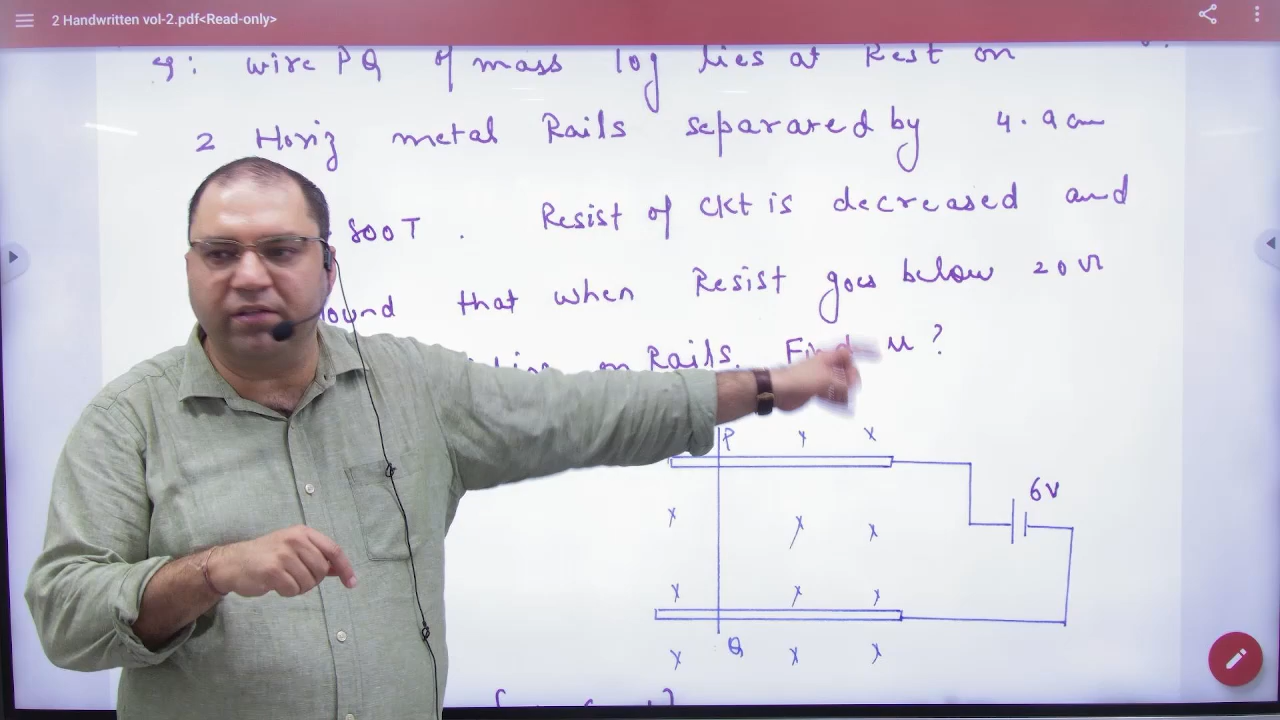 2 Handwritten vol-2.pdf<Read-only>
eg: wire PQ of mass 10g lies at Rest on
2 Horiz metal Rails separared by 4.9cm
800T. Resist of ckt is decreased and
found that when Resist goes below 20Ω
on Rails. Find μ?
P x x
6V
x x x
x x x
Q
x x x